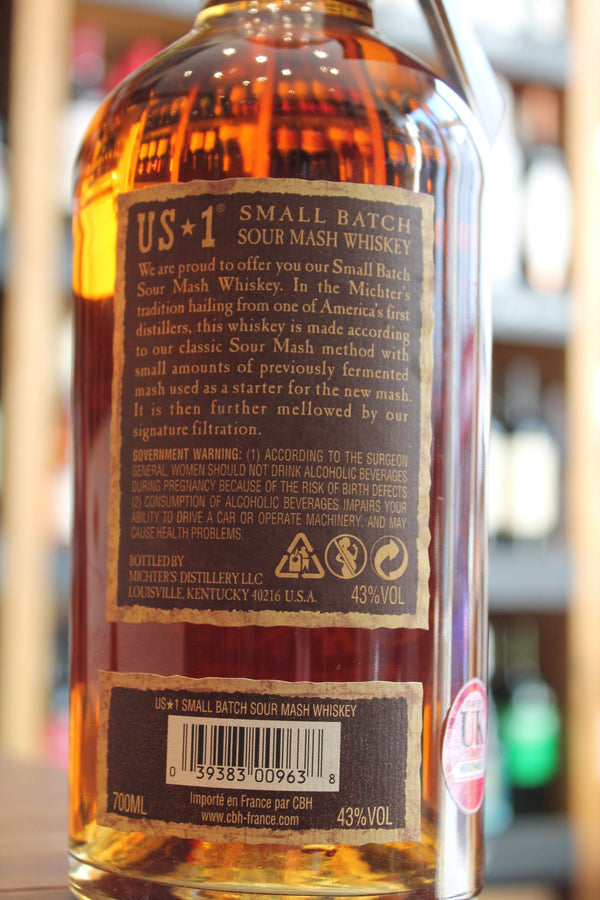 US★1® SMALL BATCH
SOUR MASH WHISKEY
We are proud to offer you our Small Batch
Sour Mash Whiskey. In the Michter's
tradition hailing from one of America's first
distillers, this whiskey is made according
to our classic Sour Mash method with
small amounts of previously fermented
mash used as a starter for the new mash.
It is then further mellowed by our
signature filtration.
GOVERNMENT WARNING: (1) ACCORDING TO THE SURGEON
GENERAL, WOMEN SHOULD NOT DRINK ALCOHOLIC BEVERAGES
DURING PREGNANCY BECAUSE OF THE RISK OF BIRTH DEFECTS.
(2) CONSUMPTION OF ALCOHOLIC BEVERAGES IMPAIRS YOUR
ABILITY TO DRIVE A CAR OR OPERATE MACHINERY, AND MAY
CAUSE HEALTH PROBLEMS.
BOTTLED BY
MICHTER'S DISTILLERY LLC
LOUISVILLE, KENTUCKY 40216 U.S.A. 43%VOL
US★1 SMALL BATCH SOUR MASH WHISKEY
0 39383 00963 8
700ML Importé en France par CBH
www.cbh-france.com 43%VOL
UK